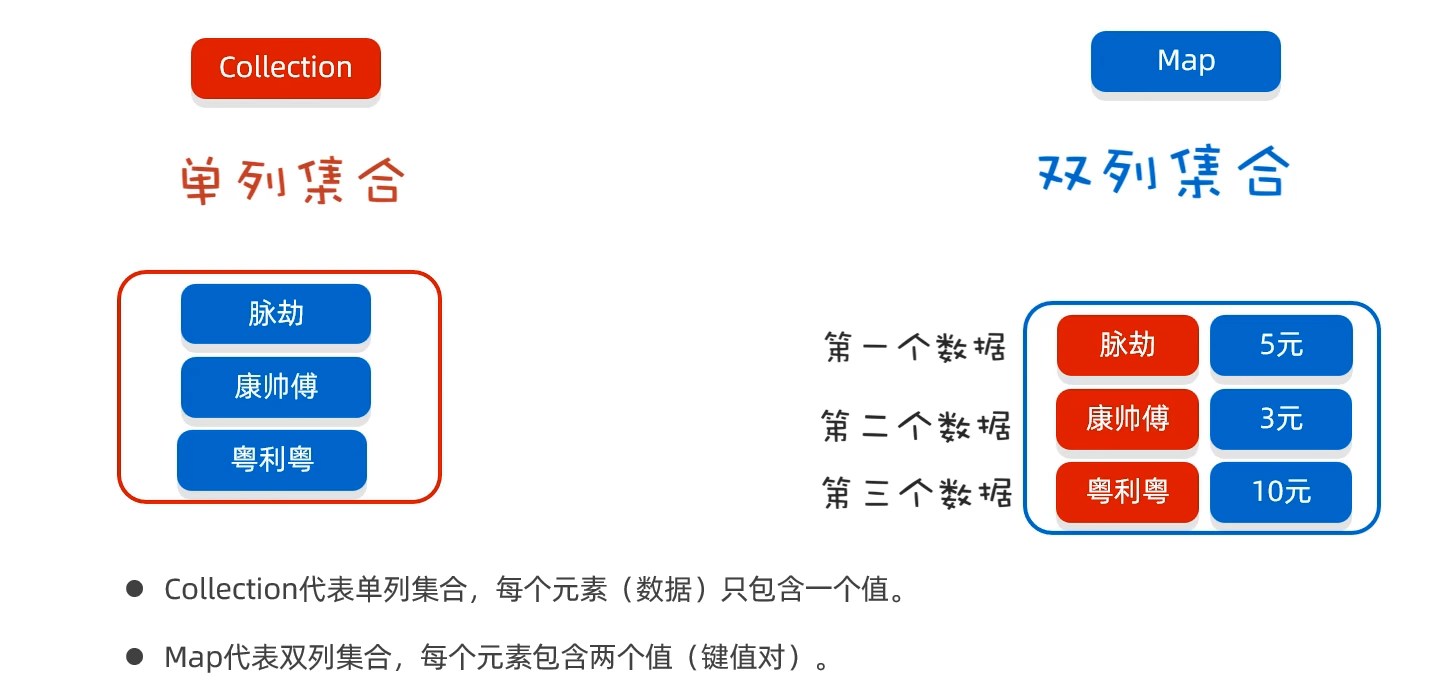 Collection
Map
单列集合
双列集合
脉劫
康帅傅
粤利粤
第一个数据 脉劫 5元
第二个数据 康帅傅 3元
第三个数据 粤利粤 10元
● Collection代表单列集合，每个元素（数据）只包含一个值。
● Map代表双列集合，每个元素包含两个值（键值对）。